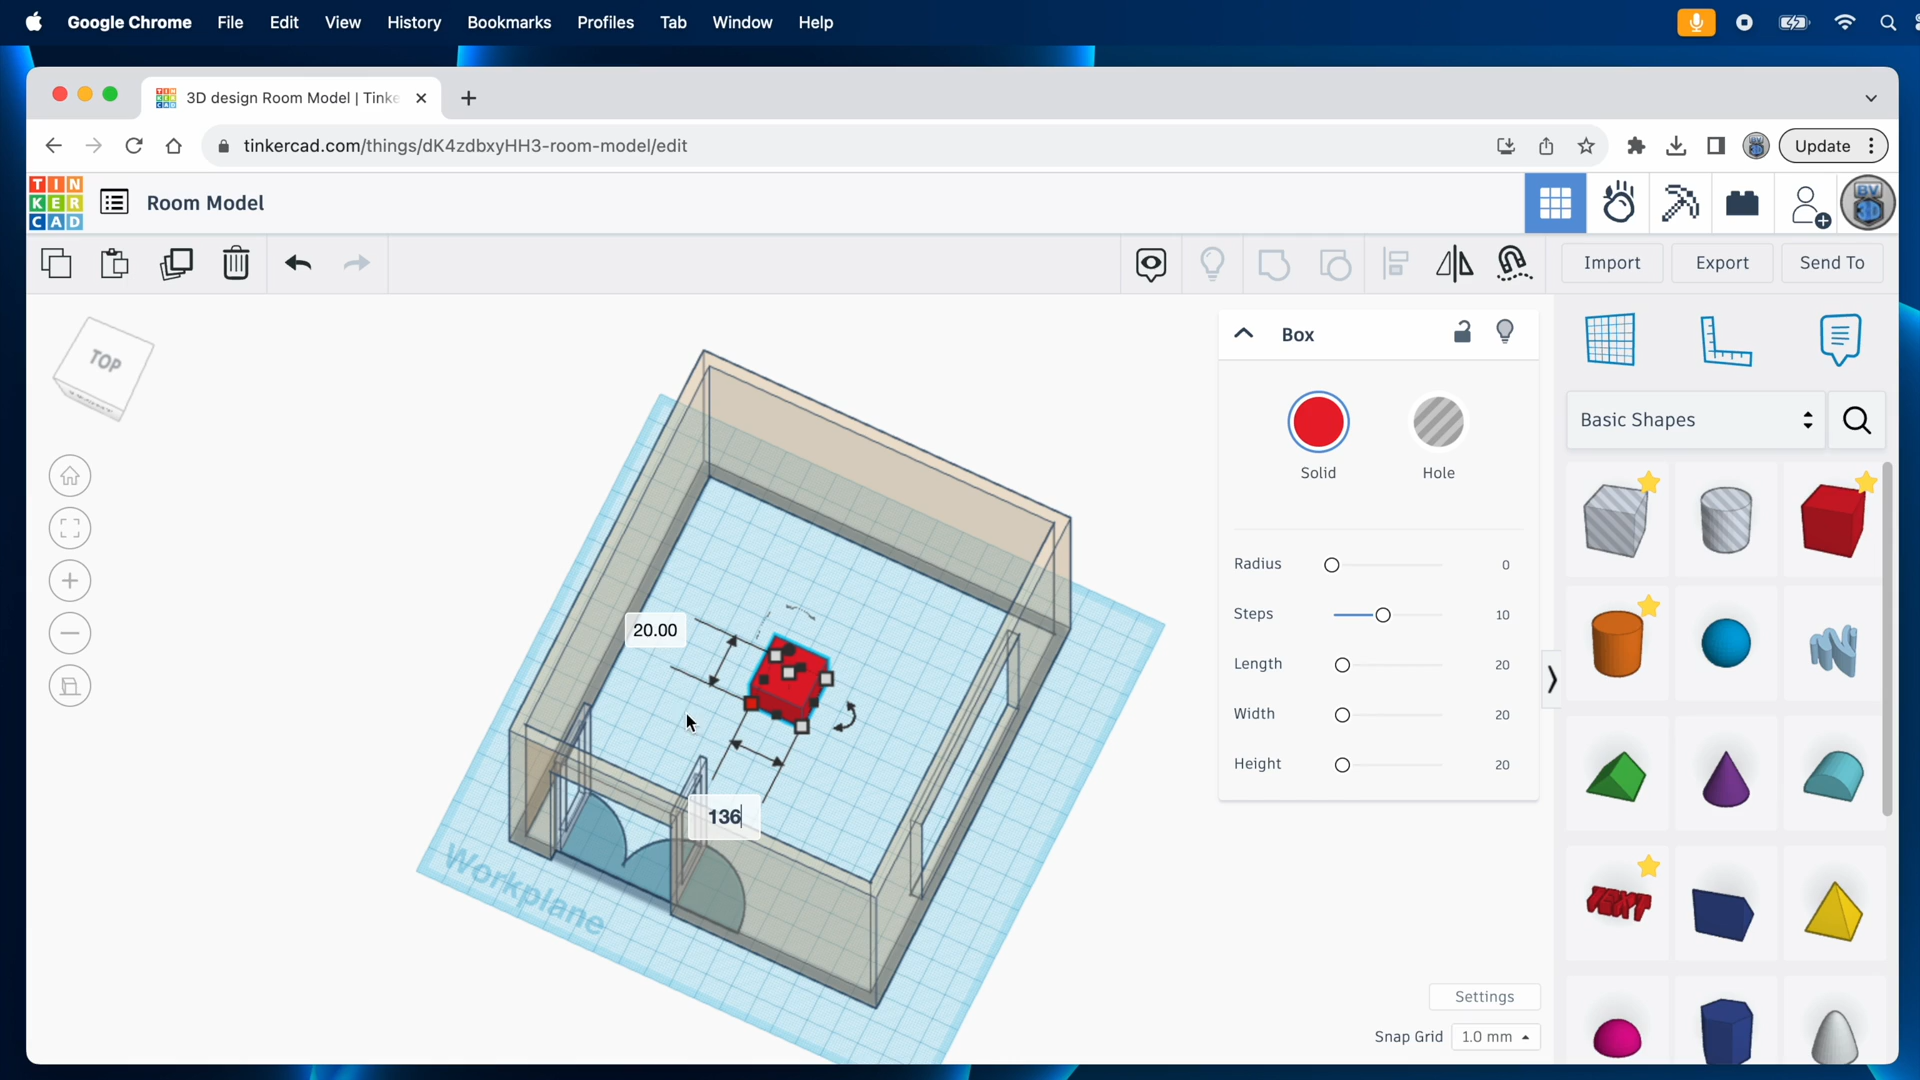 Google Chrome File Edit View History Bookmarks Profiles Tab Window Help
3D design Room Model | Tinke
tinkercad.com/things/dK4zdbxyHH3-room-model/edit
Update
TIN
KER
CAD
Room Model
BV
3D
Import Export Send To
TOP
Box
Solid Hole
Radius 0
Steps 10
Length 20
Width 20
Height 20
Basic Shapes
TEXT
20.00
136
Workplane
Settings
Snap Grid 1.0 mm